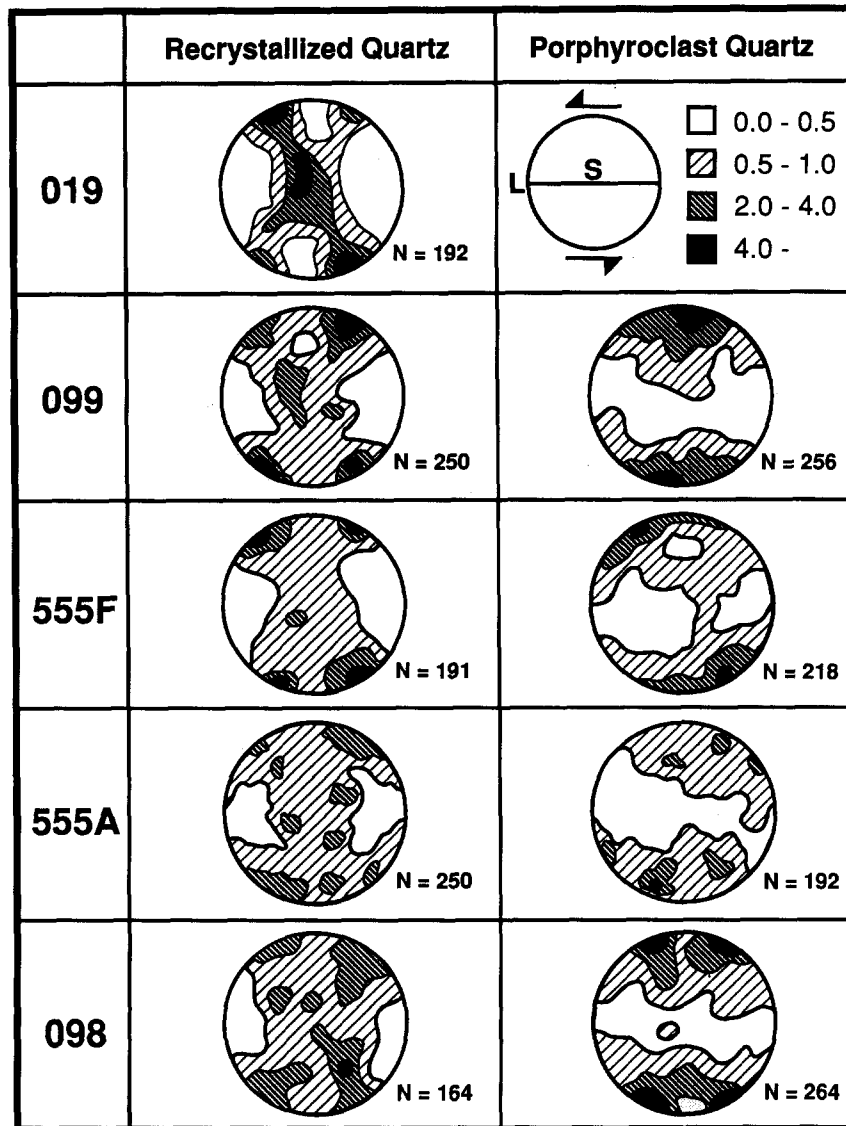 Recrystallized Quartz
Porphyroclast Quartz
019
N = 192
L
S
0.0 - 0.5
0.5 - 1.0
2.0 - 4.0
4.0 -
099
N = 250
N = 256
555F
N = 191
N = 218
555A
N = 250
N = 192
098
N = 164
N = 264